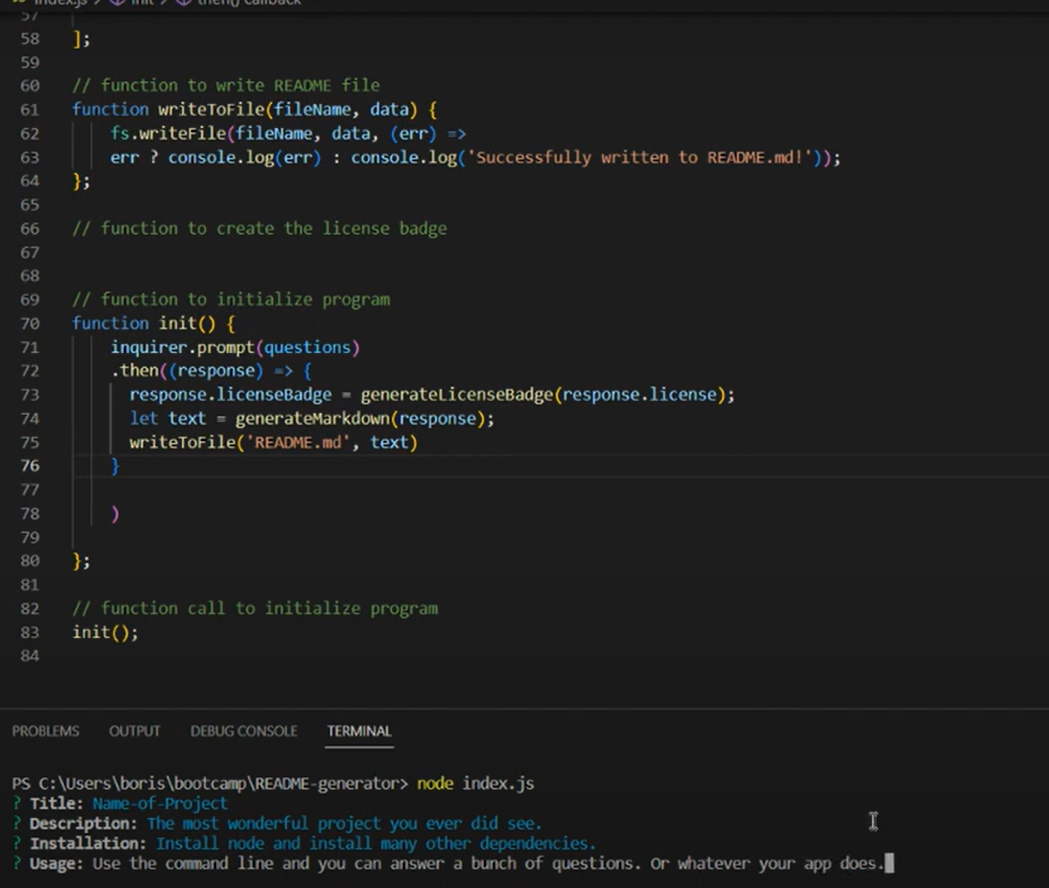 index.js > init > then() callback
57
58 ];
59
60 // function to write README file
61 function writeToFile(fileName, data) {
62 fs.writeFile(fileName, data, (err) =>
63 err ? console.log(err) : console.log('Successfully written to README.md!'));
64 };
65
66 // function to create the license badge
67
68
69 // function to initialize program
70 function init() {
71 inquirer.prompt(questions)
72 .then((response) => {
73 response.licenseBadge = generateLicenseBadge(response.license);
74 let text = generateMarkdown(response);
75 writeToFile('README.md', text)
76 }
77
78 )
79
80 };
81
82 // function call to initialize program
83 init();
84
PROBLEMS OUTPUT DEBUG CONSOLE TERMINAL
PS C:\Users\boris\bootcamp\README-generator> node index.js
? Title: Name-of-Project
? Description: The most wonderful project you ever did see.
? Installation: Install node and install many other dependencies.
? Usage: Use the command line and you can answer a bunch of questions. Or whatever your app does.